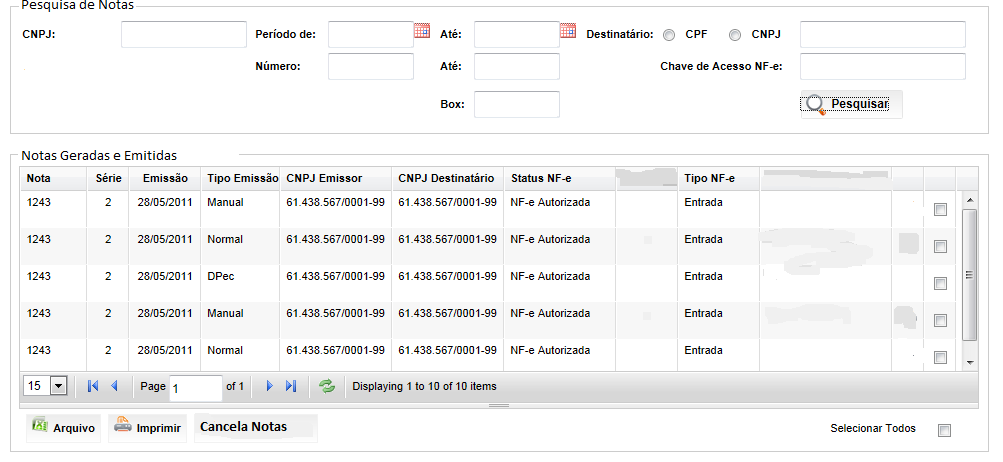 Pesquisa de Notas
CNPJ: Período de: Até: Destinatário: CPF CNPJ
Número: Até: Chave de Acesso NF-e:
Box: Pesquisar
Notas Geradas e Emitidas
Nota Série Emissão Tipo Emissão CNPJ Emissor CNPJ Destinatário Status NF-e Tipo NF-e
1243 2 28/05/2011 Manual 61.438.567/0001-99 61.438.567/0001-99 NF-e Autorizada Entrada
1243 2 28/05/2011 Normal 61.438.567/0001-99 61.438.567/0001-99 NF-e Autorizada Entrada
1243 2 28/05/2011 DPec 61.438.567/0001-99 61.438.567/0001-99 NF-e Autorizada Entrada
1243 2 28/05/2011 Manual 61.438.567/0001-99 61.438.567/0001-99 NF-e Autorizada Entrada
1243 2 28/05/2011 Normal 61.438.567/0001-99 61.438.567/0001-99 NF-e Autorizada Entrada
15 Page 1 of 1 Displaying 1 to 10 of 10 items
Arquivo Imprimir Cancela Notas Selecionar Todos